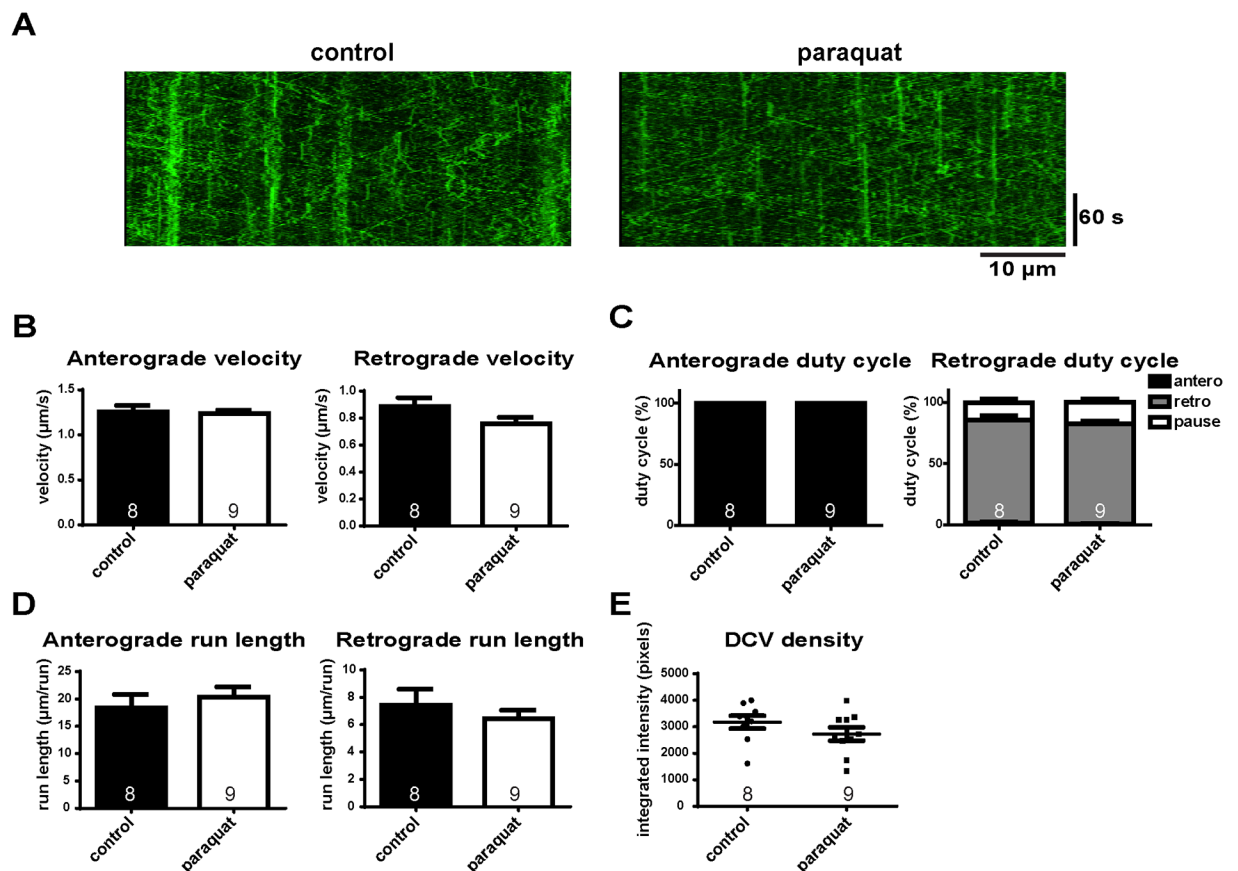 A
control
paraquat
60 s
10 µm
B
Anterograde velocity
velocity (µm/s)
1.5
1.0
0.5
0.0
8
9
control
paraquat
Retrograde velocity
velocity (µm/s)
1.0
0.8
0.6
0.4
0.2
0.0
8
9
control
paraquat
C
Anterograde duty cycle
duty cycle (%)
100
50
0
8
9
control
paraquat
Retrograde duty cycle
duty cycle (%)
100
50
0
8
9
control
paraquat
antero
retro
pause
D
Anterograde run length
run length (µm/run)
25
20
15
10
5
0
8
9
control
paraquat
Retrograde run length
run length (µm/run)
10
8
6
4
2
0
8
9
control
paraquat
E
DCV density
integrated intensity (pixels)
5000
4000
3000
2000
1000
0
8
9
control
paraquat